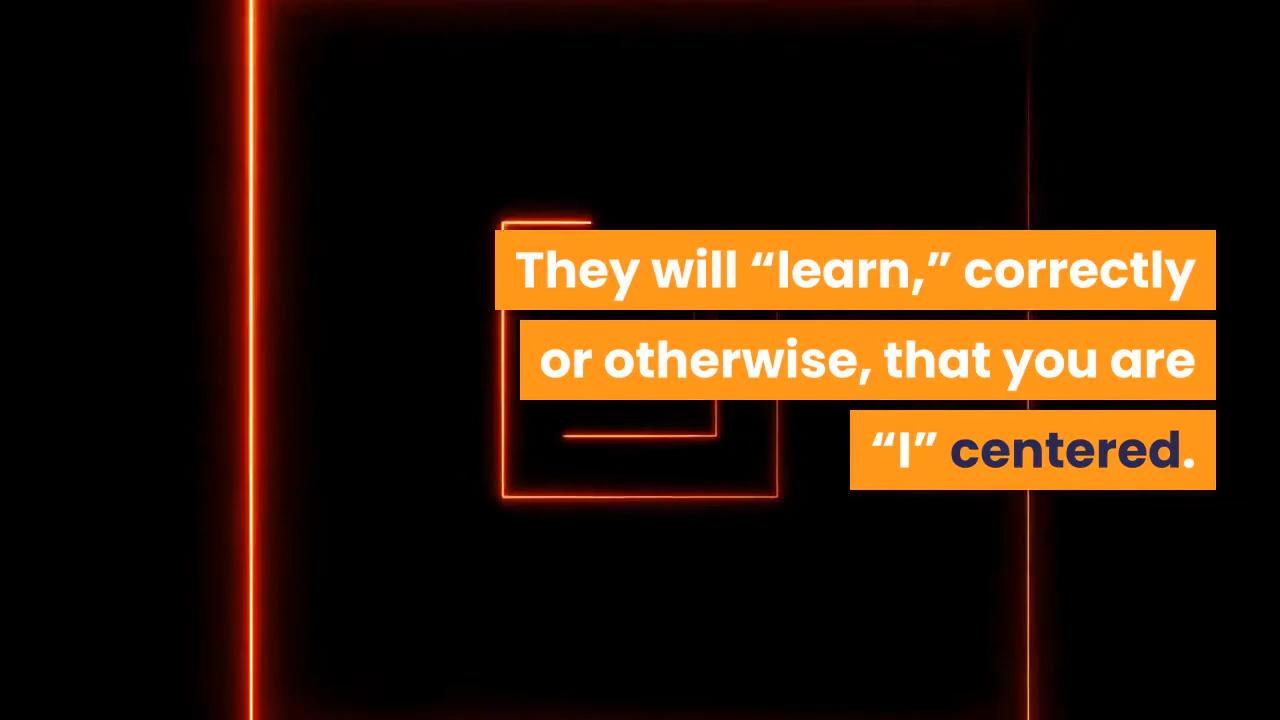 They will “learn,” correctly
or otherwise, that you are
“I” centered.